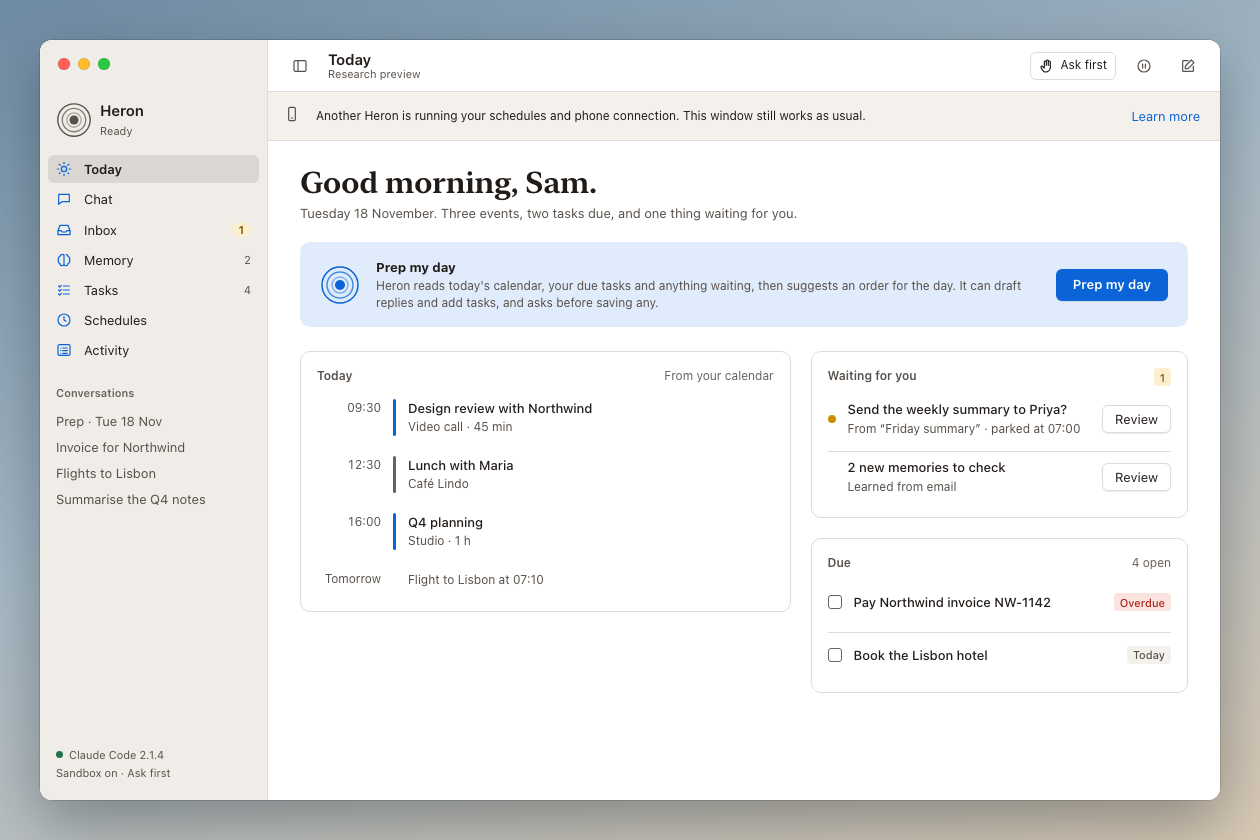 Heron
Ready
Today
Chat
Inbox 1
Memory 2
Tasks 4
Schedules
Activity
Conversations
Prep · Tue 18 Nov
Invoice for Northwind
Flights to Lisbon
Summarise the Q4 notes
Claude Code 2.1.4
Sandbox on · Ask first
Today
Research preview
Ask first
Another Heron is running your schedules and phone connection. This window still works as usual.
Learn more
Good morning, Sam.
Tuesday 18 November. Three events, two tasks due, and one thing waiting for you.
Prep my day
Heron reads today's calendar, your due tasks and anything waiting, then suggests an order for the day. It can draft
replies and add tasks, and asks before saving any.
Prep my day
Today
From your calendar
09:30 Design review with Northwind
Video call · 45 min
12:30 Lunch with Maria
Café Lindo
16:00 Q4 planning
Studio · 1 h
Tomorrow Flight to Lisbon at 07:10
Waiting for you 1
Send the weekly summary to Priya?
From “Friday summary” · parked at 07:00
Review
2 new memories to check
Learned from email
Review
Due
4 open
Pay Northwind invoice NW-1142
Overdue
Book the Lisbon hotel
Today